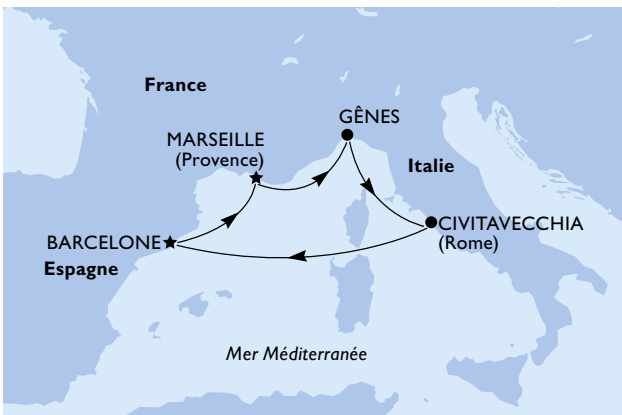 France
GÊNES
MARSEILLE
(Provence)
Italie
CIVITAVECCHIA
(Rome)
BARCELONE
Espagne
Mer Méditerranée